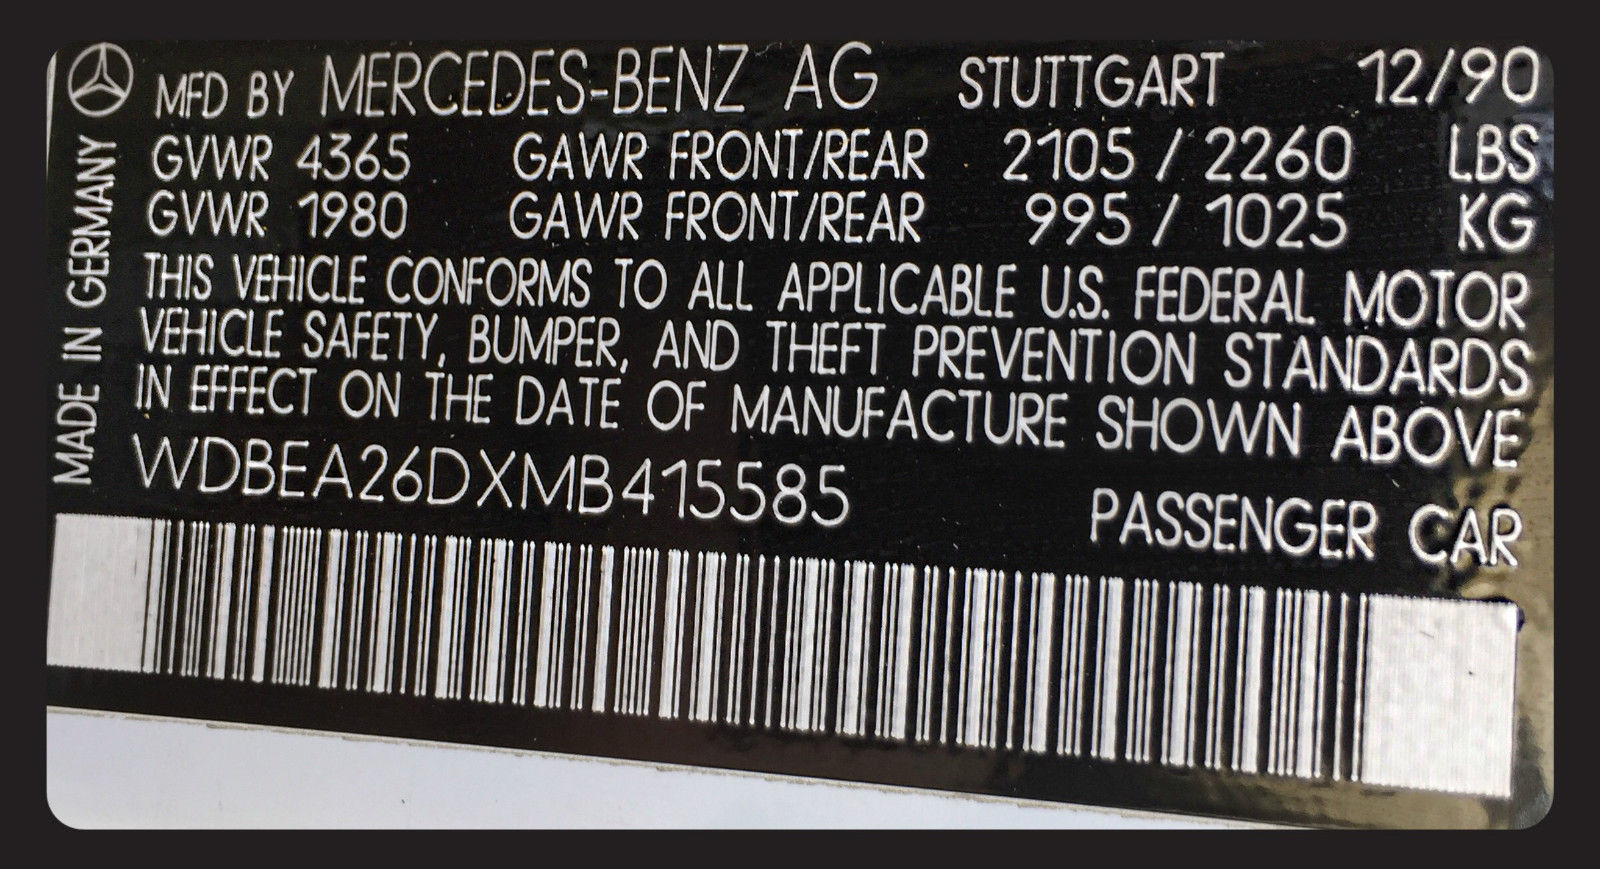 MFD BY MERCEDES-BENZ AG STUTTGART 12/90
GVWR 4365 GAWR FRONT/REAR 2105 / 2260 LBS
GVWR 1980 GAWR FRONT/REAR 995 / 1025 KG
THIS VEHICLE CONFORMS TO ALL APPLICABLE U.S. FEDERAL MOTOR
VEHICLE SAFETY, BUMPER, AND THEFT PREVENTION STANDARDS
IN EFFECT ON THE DATE OF MANUFACTURE SHOWN ABOVE
WDBEA26DXMB415585
PASSENGER CAR
MADE IN GERMANY